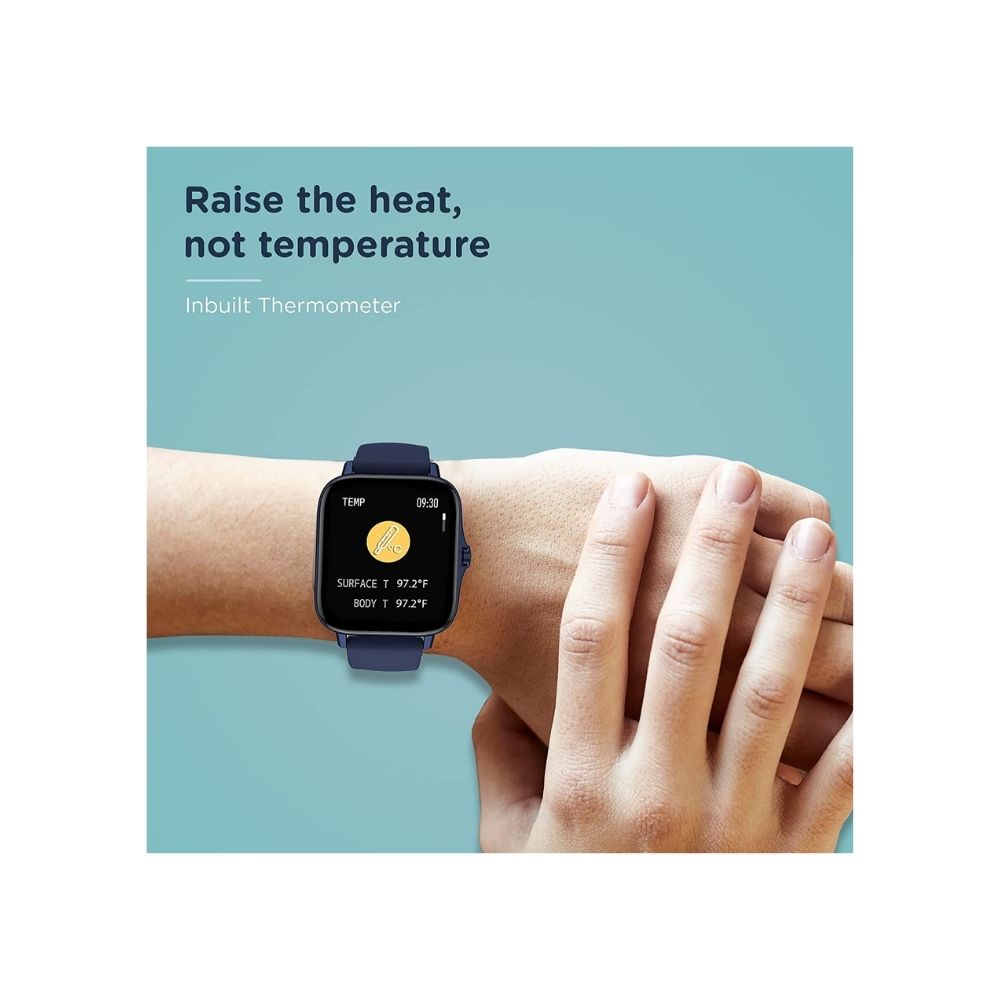 Raise the heat,
not temperature
Inbuilt Thermometer
TEMP 09:30
SURFACE T 97.2°F
BODY T 97.2°F